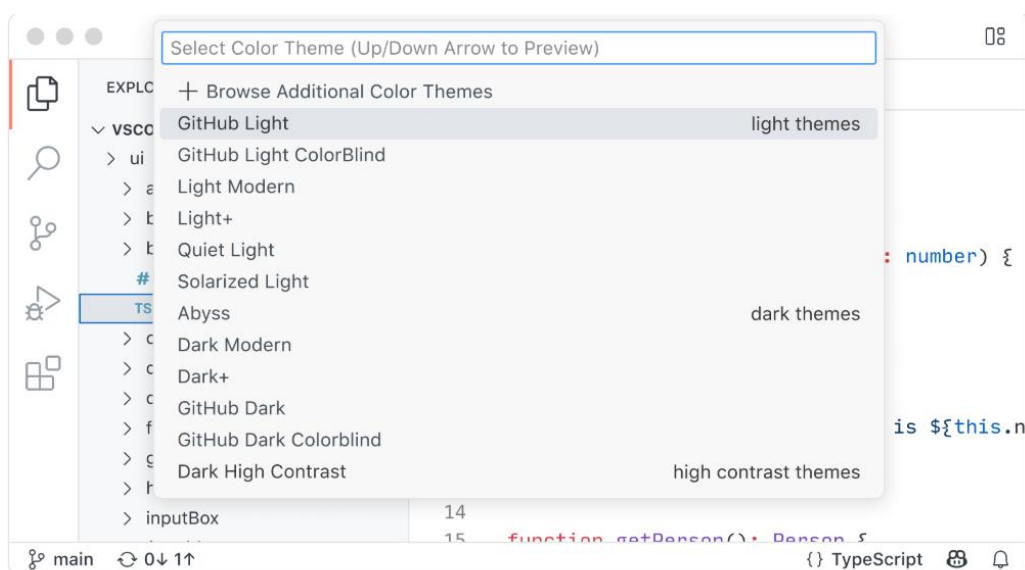 Select Color Theme (Up/Down Arrow to Preview)
EXPLO
+ Browse Additional Color Themes
VSCO
GitHub Light light themes
ui
GitHub Light ColorBlind
Light Modern
Light+
Quiet Light
: number) {
#
Solarized Light
TS
Abyss dark themes
Dark Modern
Dark+
GitHub Dark
is ${this.n
GitHub Dark Colorblind
Dark High Contrast high contrast themes
14
inputBox
15 function getPerson(): Person {
main 0↓ 1↑ {} TypeScript